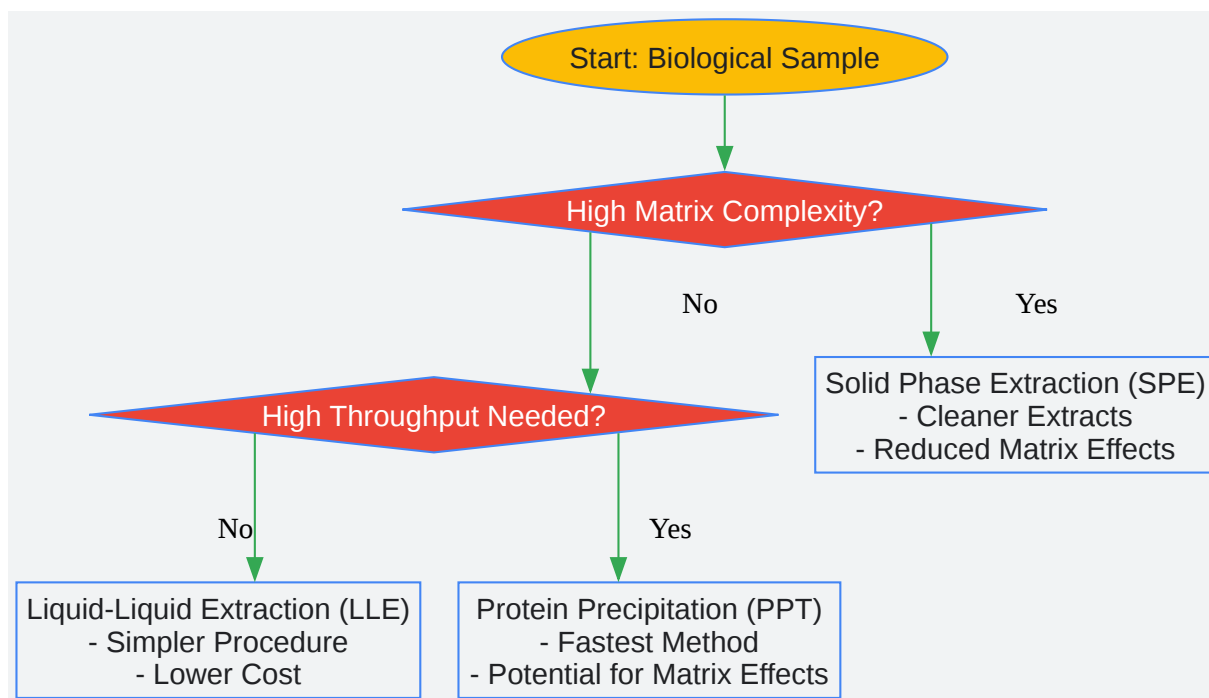 Start: Biological Sample
High Matrix Complexity?
No
Yes
Solid Phase Extraction (SPE)
- Cleaner Extracts
- Reduced Matrix Effects
High Throughput Needed?
No
Yes
Liquid-Liquid Extraction (LLE)
- Simpler Procedure
- Lower Cost
Protein Precipitation (PPT)
- Fastest Method
- Potential for Matrix Effects